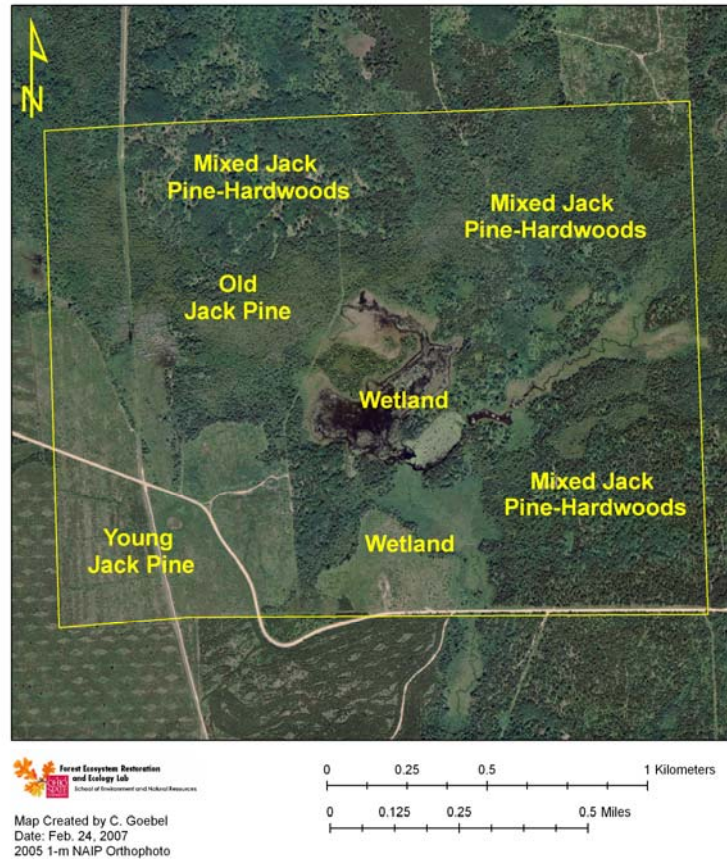 N
Mixed Jack
Pine-Hardwoods
Mixed Jack
Pine-Hardwoods
Old
Jack Pine
Wetland
Mixed Jack
Pine-Hardwoods
Wetland
Young
Jack Pine
Forest Ecosystem Restoration
and Ecology Lab
School of Environment and Natural Resources
OHIO
STATE
Map Created by C. Goebel
Date: Feb. 24, 2007
2005 1-m NAIP Orthophoto
0 0.25 0.5 1 Kilometers
0 0.125 0.25 0.5 Miles